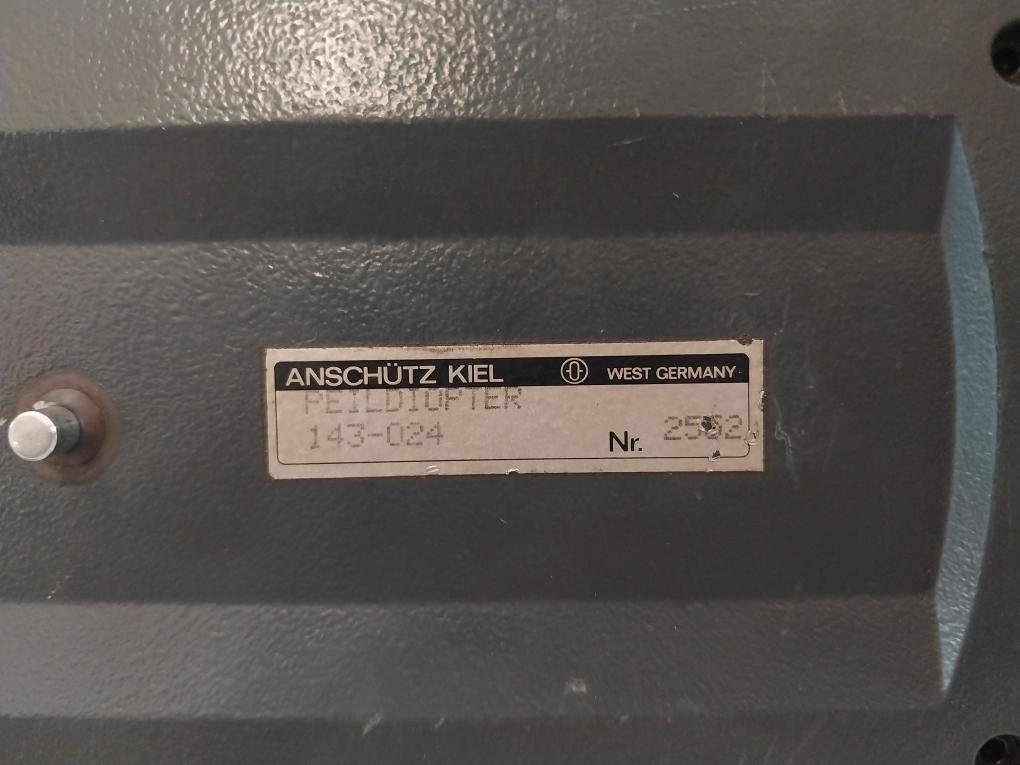 ANSCHÜTZ KIEL WEST GERMANY
PEILDIOPTER
143-024 Nr.